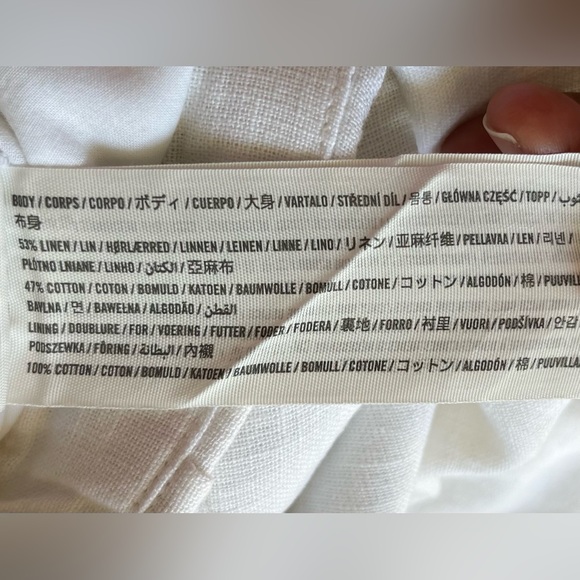 BODY / CORPS / CORPO / ボディ / CUERPO / 大身 / VARTALO / STŘEDNÍ DÍL / 몸통 / GŁÓWNA CZĘŚĆ / TOPP /
布身
53% LINEN / LIN / HØRLÆRRED / LINNEN / LEINEN / LINNE / LINO / リネン / 亚麻纤维 / PELLAVAA / LEN / 리넨 /
PŁÓTNO LNIANE / LINHO / الكتان / 亞麻布
47% COTTON / COTON / BOMULD / KATOEN / BAUMWOLLE / BOMULL / COTONE / コットン / ALGODÓN / 棉 /
BAVLNA / 면 / BAWEŁNA / ALGODÃO / القطن
LINING / DOUBLURE / FOR / VOERING / FUTTER / FODER / FODERA / 裏地 / FORRO / 衬里 / VUORI / PODŠÍVKA / 안감
PODSZEWKA / FÔRING / البطانة / 內襯
100% COTTON / COTON / BOMULD / KATOEN / BAUMWOLLE / BOMULL / COTONE / コットン / ALGODÓN / 棉 /